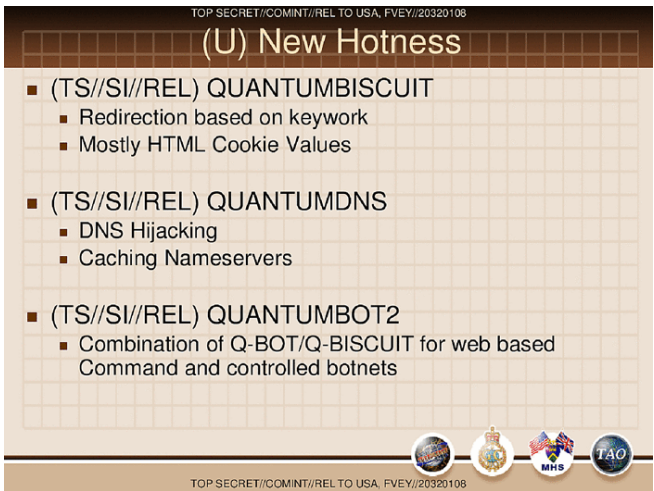 TOP SECRET//COMINT//REL TO USA, FVEY//20320108
(U) New Hotness
(TS//SI//REL) QUANTUMBISCUIT
Redirection based on keywork
Mostly HTML Cookie Values
(TS//SI//REL) QUANTUMDNS
DNS Hijacking
Caching Nameservers
(TS//SI//REL) QUANTUMBOT2
Combination of Q-BOT/Q-BISCUIT for web based
Command and controlled botnets
MHS
TAO
TOP SECRET//COMINT//REL TO USA, FVEY//20320108